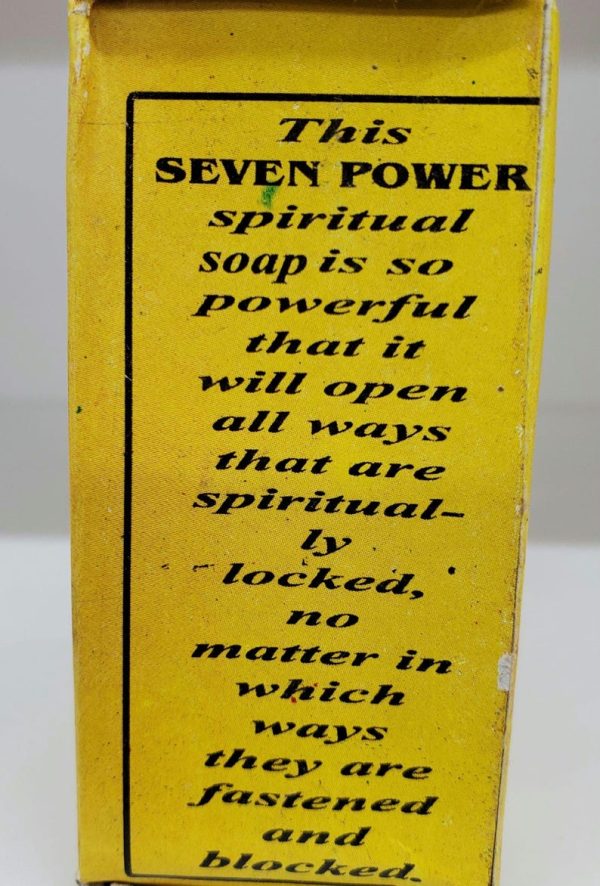 This
SEVEN POWER
spiritual
soap is so
powerful
that it
will open
all ways
that are
spiritual-
ly
locked,
no
matter in
which
ways
they are
fastened
and
blocked.